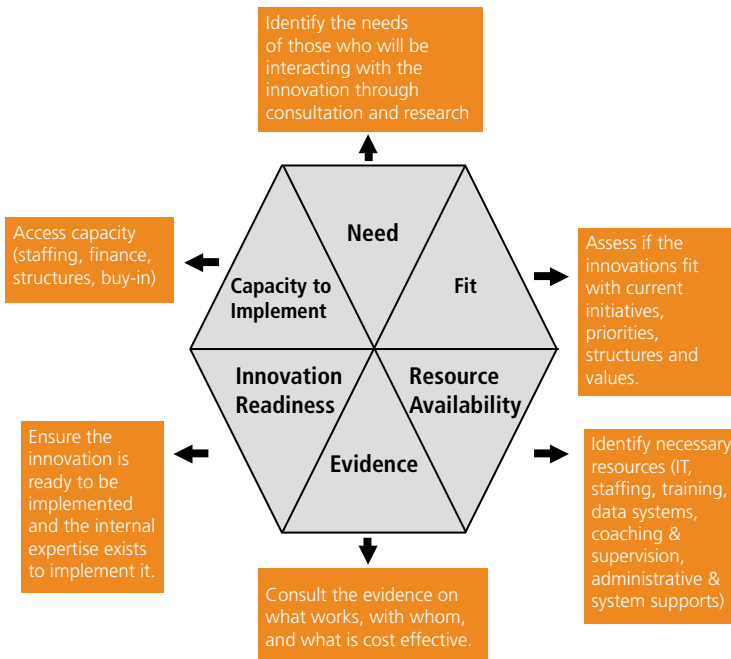 Identify the needs
of those who will be
interacting with the
innovation through
consultation and research
Need
Fit
Assess if the
innovations fit
with current
initiatives,
priorities,
structures and
values.
Access capacity
(staffing, finance,
structures, buy-in)
Capacity to
Implement
Innovation
Readiness
Resource
Availability
Evidence
Identify necessary
resources (IT,
staffing, training,
data systems,
coaching &
supervision,
administrative &
system supports)
Ensure the
innovation is
ready to be
implemented
and the internal
expertise exists
to implement it.
Consult the evidence on
what works, with whom,
and what is cost effective.